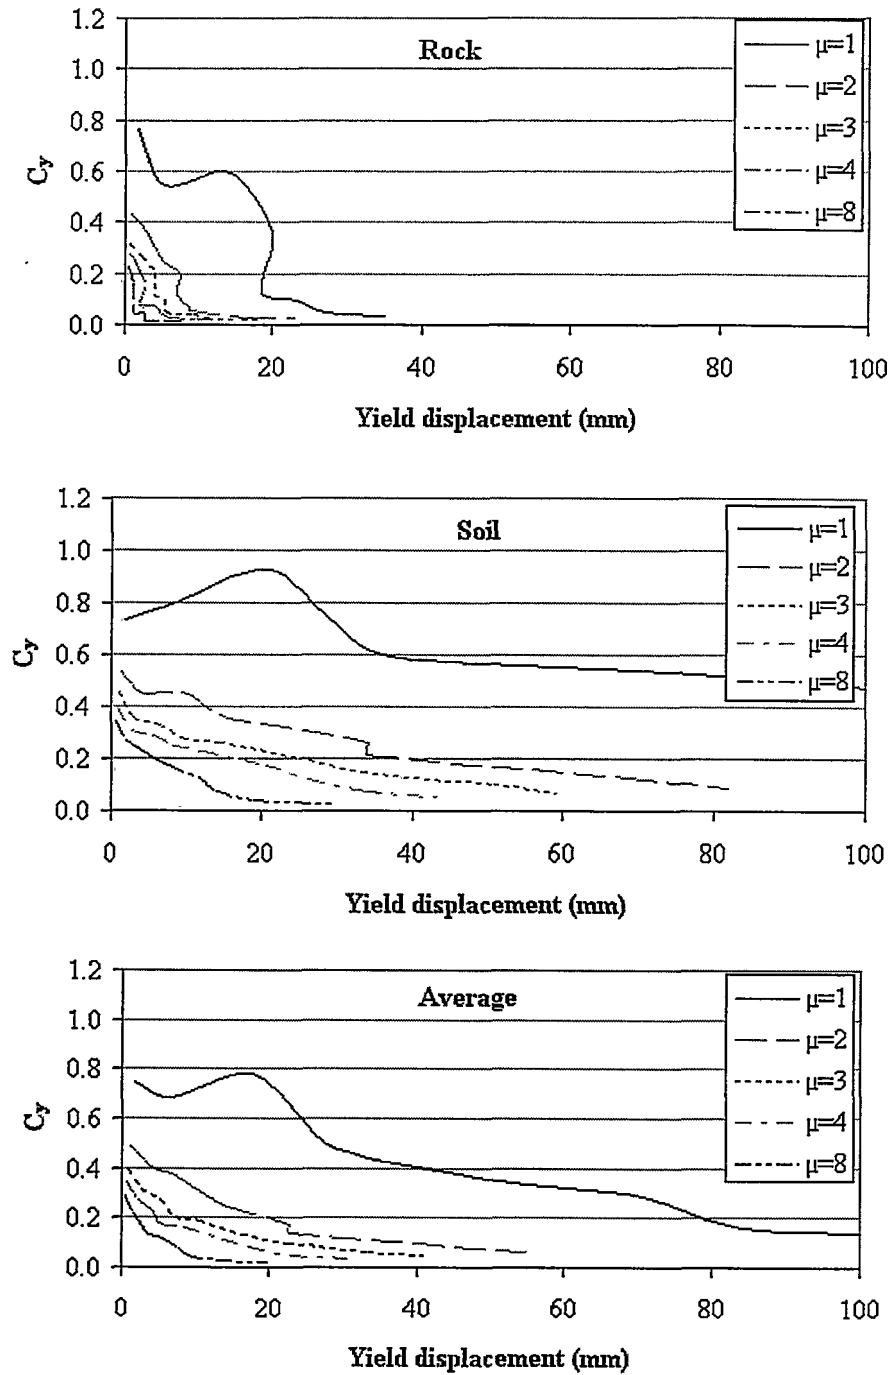 Rock
1.2
1.0
0.8
0.6
0.4
0.2
0.0
Cy
0 20 40 60 80 100
Yield displacement (mm)
μ=1
μ=2
μ=3
μ=4
μ=8
Soil
1.2
1.0
0.8
0.6
0.4
0.2
0.0
Cy
0 20 40 60 80 100
Yield displacement (mm)
μ=1
μ=2
μ=3
μ=4
μ=8
Average
1.2
1.0
0.8
0.6
0.4
0.2
0.0
Cy
0 20 40 60 80 100
Yield displacement (mm)
μ=1
μ=2
μ=3
μ=4
μ=8